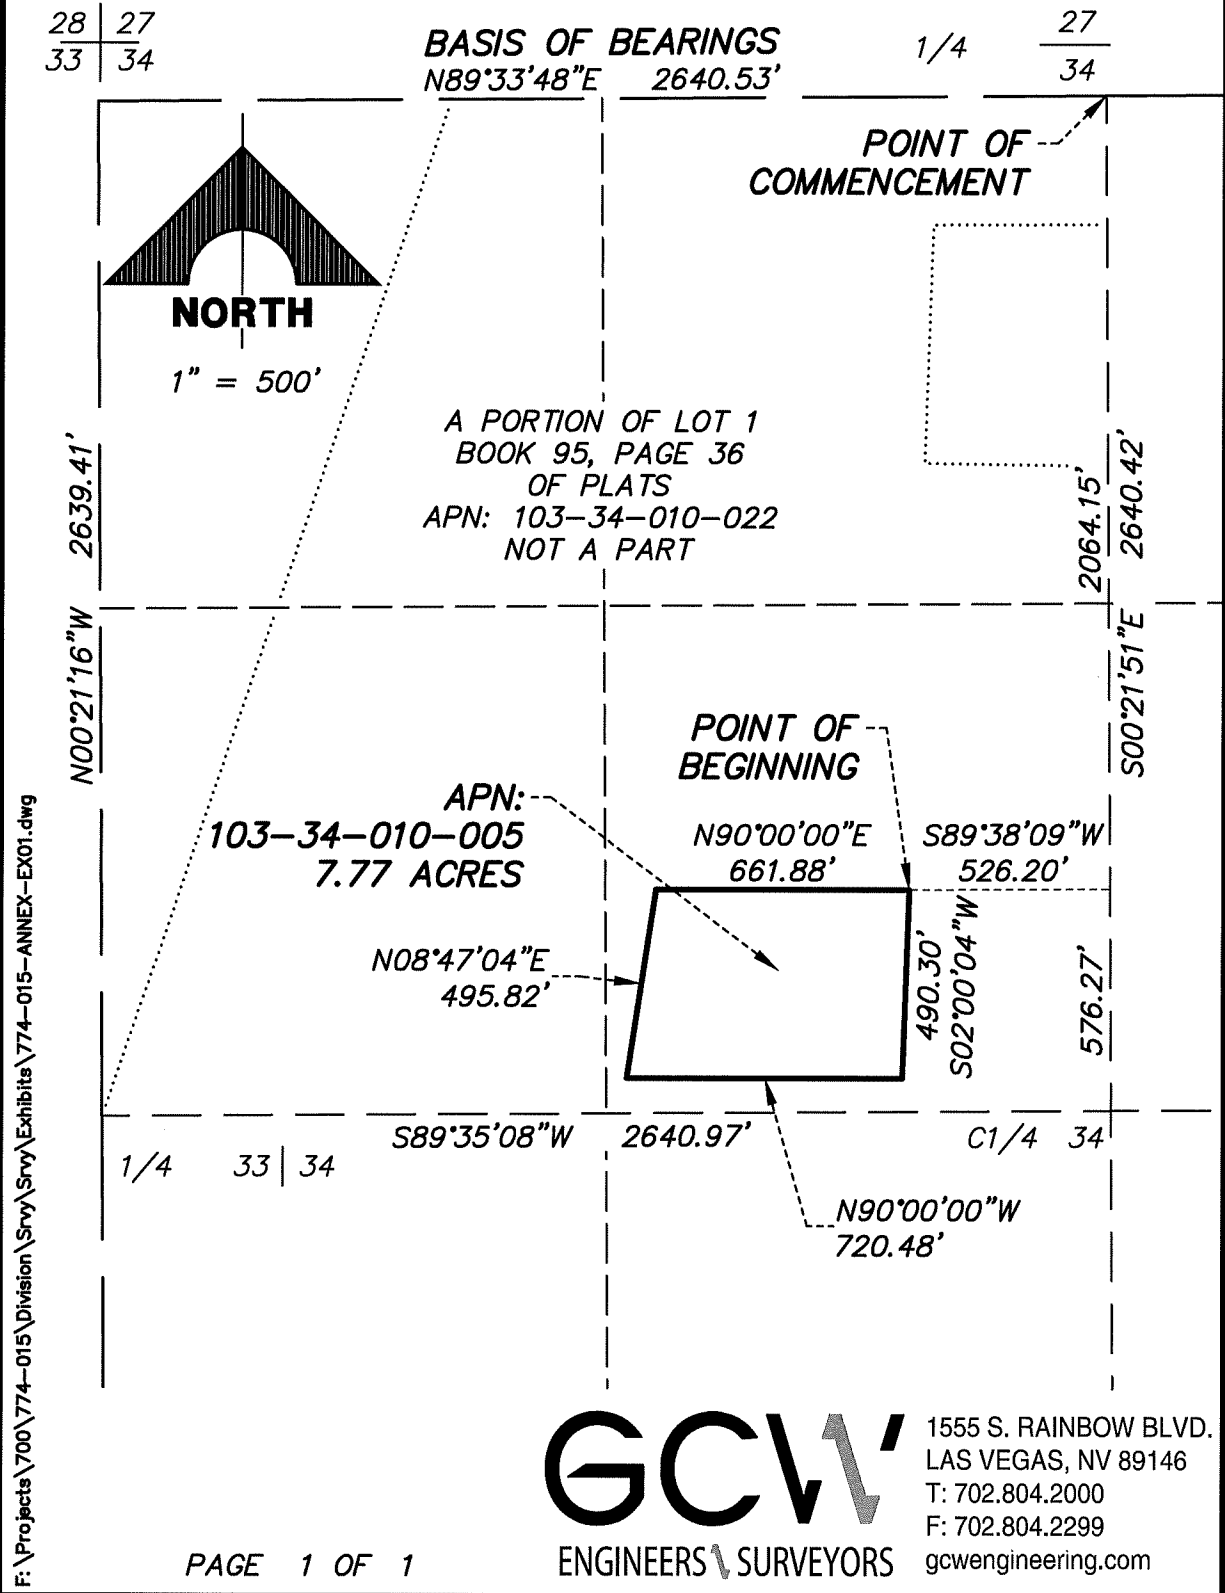 28 27
33 34
BASIS OF BEARINGS
N89°33'48"E 2640.53'
1/4
27
34
POINT OF
COMMENCEMENT
NORTH
1" = 500'
A PORTION OF LOT 1
BOOK 95, PAGE 36
OF PLATS
APN: 103-34-010-022
NOT A PART
N00°21'16"W 2639.41'
2064.15'
S00°21'51"E 2640.42'
POINT OF
BEGINNING
APN:
103-34-010-005
7.77 ACRES
N90°00'00"E
661.88'
S89°38'09"W
526.20'
N08°47'04"E
495.82'
490.30'
S02°00'04"W
576.27'
S89°35'08"W 2640.97'
C1/4 34
1/4 33 34
N90°00'00"W
720.48'
F:\Projects\700\774-015\Division\Srvy\Srvy\Exhibits\774-015-ANNEX-EX01.dwg
PAGE 1 OF 1
GCW
ENGINEERS SURVEYORS
1555 S. RAINBOW BLVD.
LAS VEGAS, NV 89146
T: 702.804.2000
F: 702.804.2299
gcwengineering.com